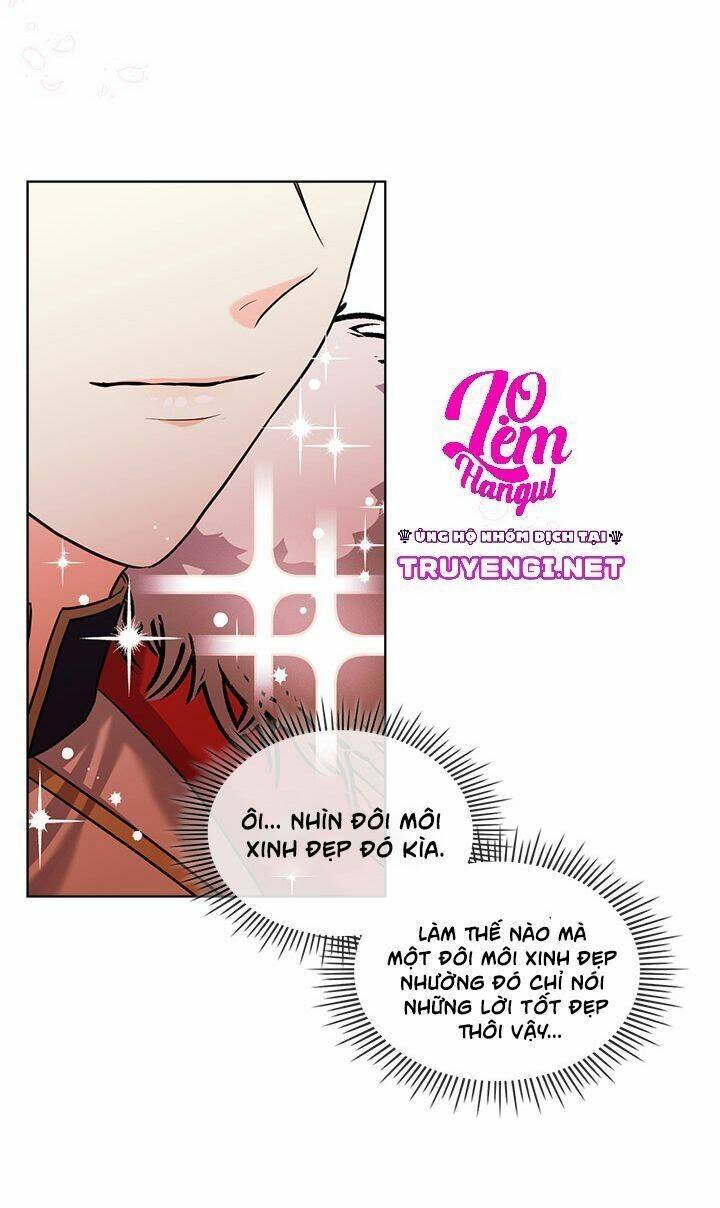 Lọ
Lem
Hangul
ỦNG HỘ NHÓM DỊCH TẠI
TRUYENGI.NET
ÔI... NHÌN ĐÔI MÔI
XINH ĐẸP ĐÓ KÌA.
LÀM THẾ NÀO MÀ
MỘT ĐÔI MÔI XINH ĐẸP
NHƯỜNG ĐÓ CHỈ NÓI
NHỮNG LỜI TỐT ĐẸP
THÔI VẬY...